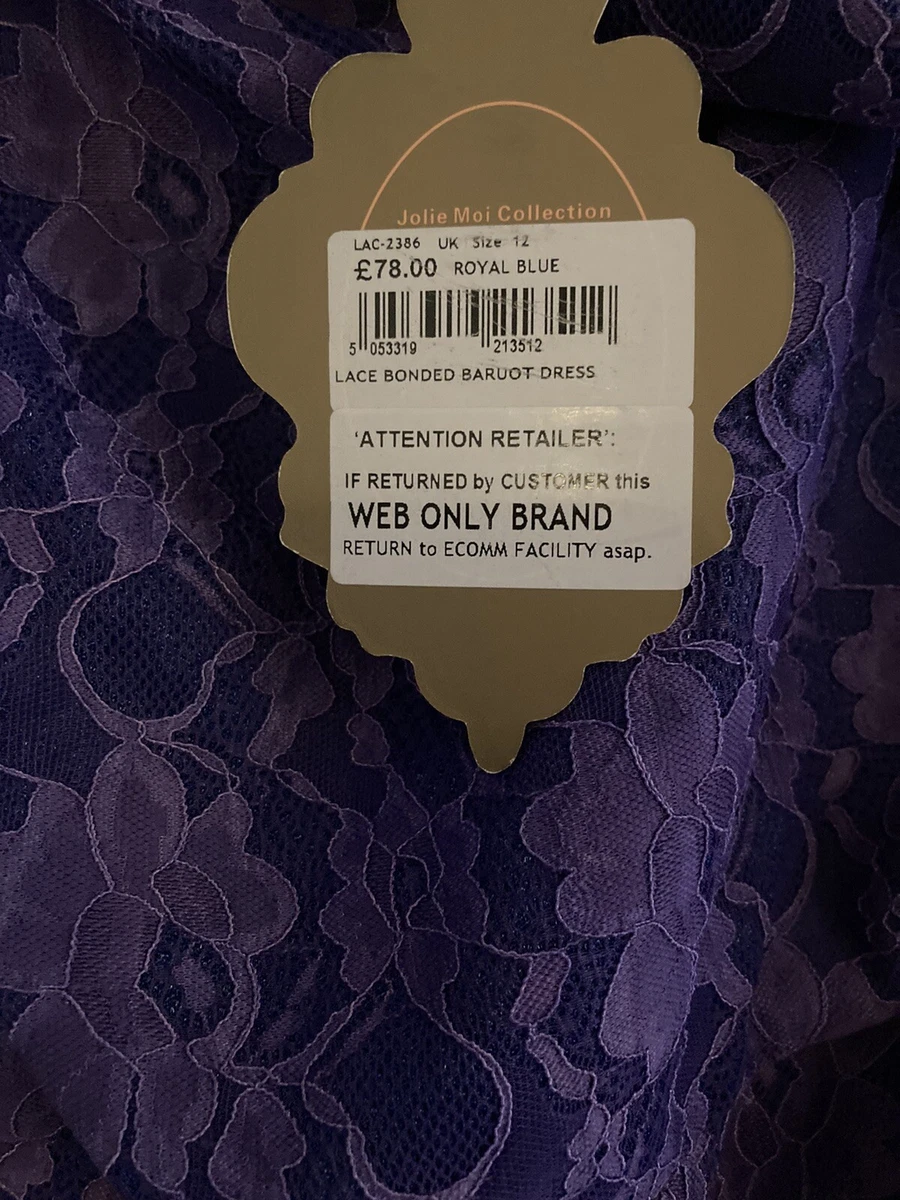 Jolie Moi Collection
LAC-2386 UK Size 12
£78.00 ROYAL BLUE
5 053319 213512
LACE BONDED BARUOT DRESS
'ATTENTION RETAILER':
IF RETURNED by CUSTOMER this
WEB ONLY BRAND
RETURN to ECOMM FACILITY asap.